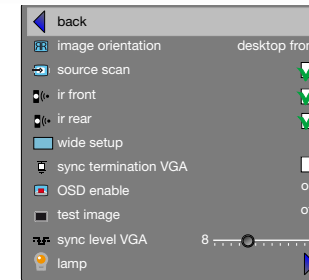 back
image orientation desktop fron
source scan
ir front
ir rear
wide setup
sync termination VGA
OSD enable o
test image o
sync level VGA 8
lamp